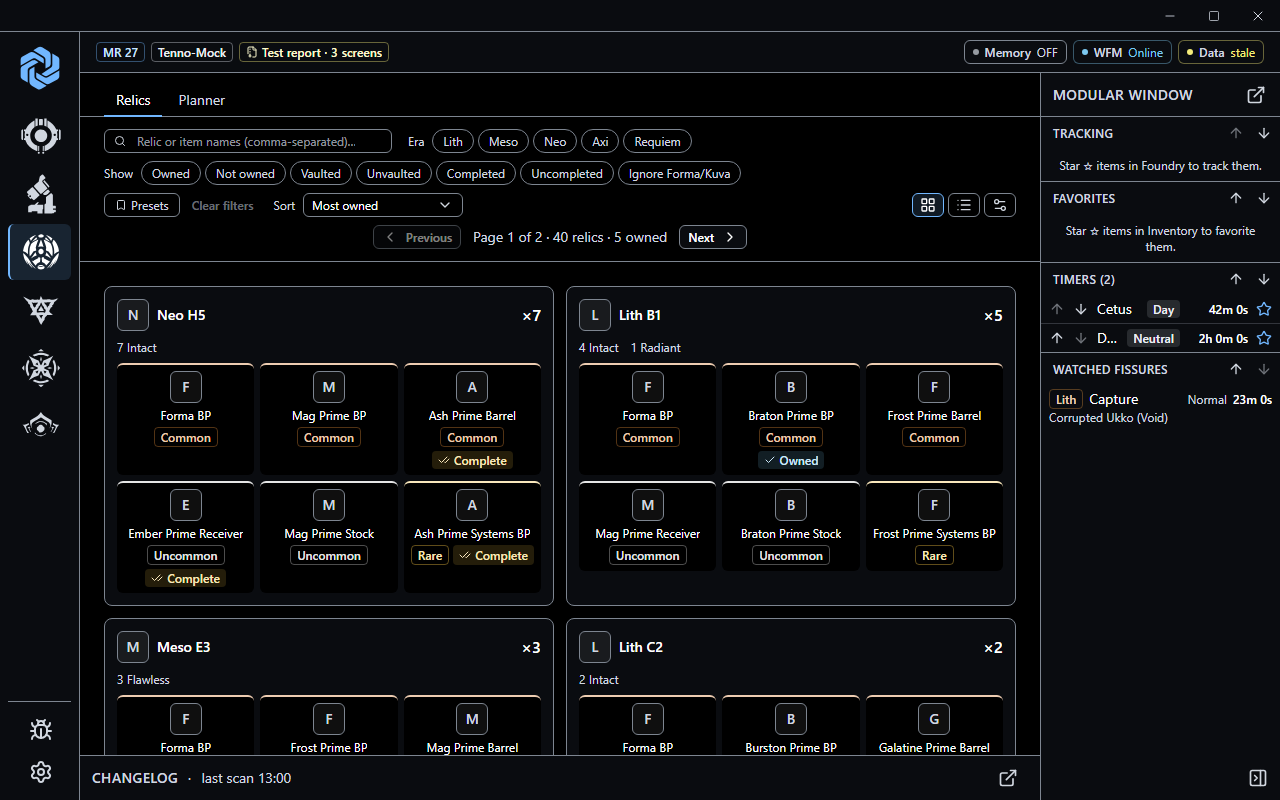 MR 27 Tenno-Mock Test report · 3 screens Memory OFF WFM Online Data stale
Relics Planner
Relic or item names (comma-separated)... Era Lith Meso Neo Axi Requiem
Show Owned Not owned Vaulted Unvaulted Completed Uncompleted Ignore Forma/Kuva
Presets Clear filters Sort Most owned
Previous Page 1 of 2 · 40 relics · 5 owned Next
N Neo H5 ×7
7 Intact
F M A
Forma BP Mag Prime BP Ash Prime Barrel
Common Common Common
Complete
E M A
Ember Prime Receiver Mag Prime Stock Ash Prime Systems BP
Uncommon Uncommon Rare Complete
Complete
L Lith B1 ×5
4 Intact 1 Radiant
F B F
Forma BP Braton Prime BP Frost Prime Barrel
Common Common Common
Owned
M B F
Mag Prime Receiver Braton Prime Stock Frost Prime Systems BP
Uncommon Uncommon Rare
M Meso E3 ×3
3 Flawless
F F M
Forma BP Frost Prime BP Mag Prime Barrel
L Lith C2 ×2
2 Intact
F B G
Forma BP Burston Prime BP Galatine Prime Barrel
CHANGELOG · last scan 13:00
MODULAR WINDOW
TRACKING
Star ☆ items in Foundry to track them.
FAVORITES
Star ☆ items in Inventory to favorite
them.
TIMERS (2)
Cetus Day 42m 0s
D... Neutral 2h 0m 0s
WATCHED FISSURES
Lith Capture Normal 23m 0s
Corrupted Ukko (Void)